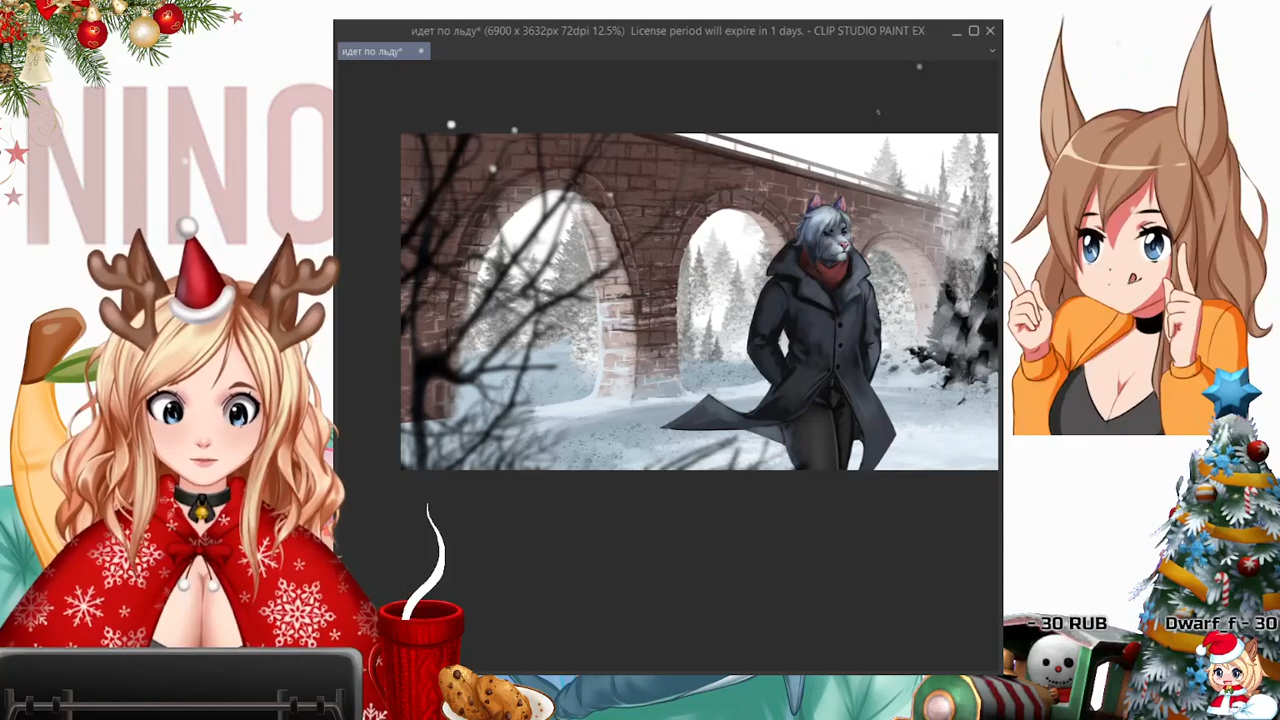 идет по льду* (6900 x 3632px 72dpi 12.5%) License period will expire in 1 days. - CLIP STUDIO PAINT EX
идет по льду*
NINO
- 30 RUB
Dwarf_f - 30